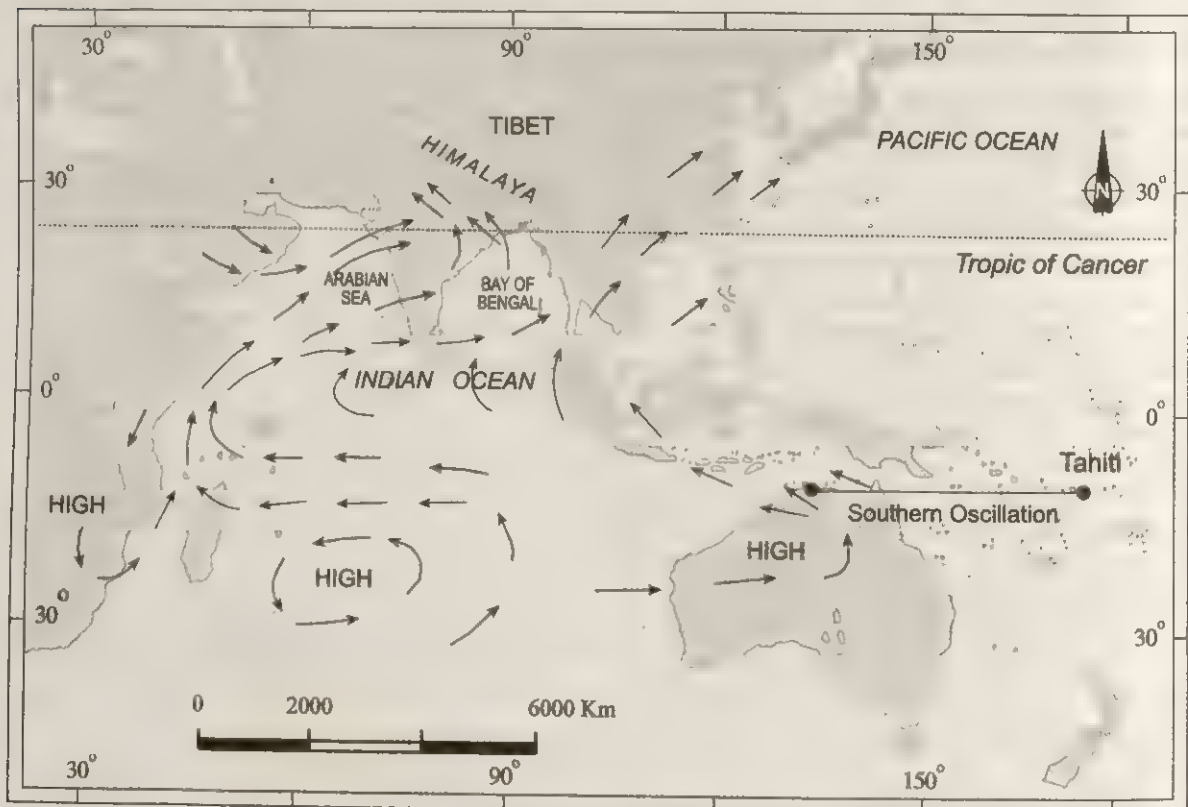 30° 90° 150°
TIBET
HIMALAYA
PACIFIC OCEAN
N
30° 30°
Tropic of Cancer
ARABIAN
SEA
BAY OF
BENGAL
0° INDIAN OCEAN 0°
Tahiti
HIGH
Southern Oscillation
HIGH
HIGH
30° 30°
0 2000 6000 Km
30° 90° 150°